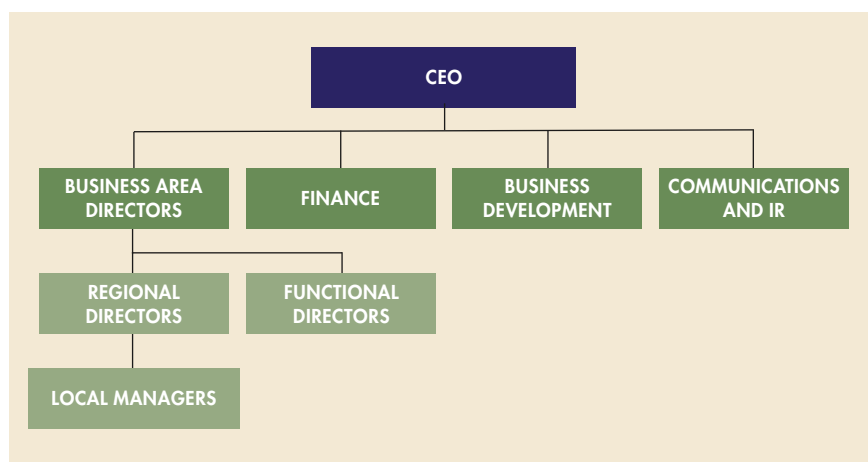 CEO
BUSINESS AREA
DIRECTORS
FINANCE
BUSINESS
DEVELOPMENT
COMMUNICATIONS
AND IR
REGIONAL
DIRECTORS
FUNCTIONAL
DIRECTORS
LOCAL MANAGERS